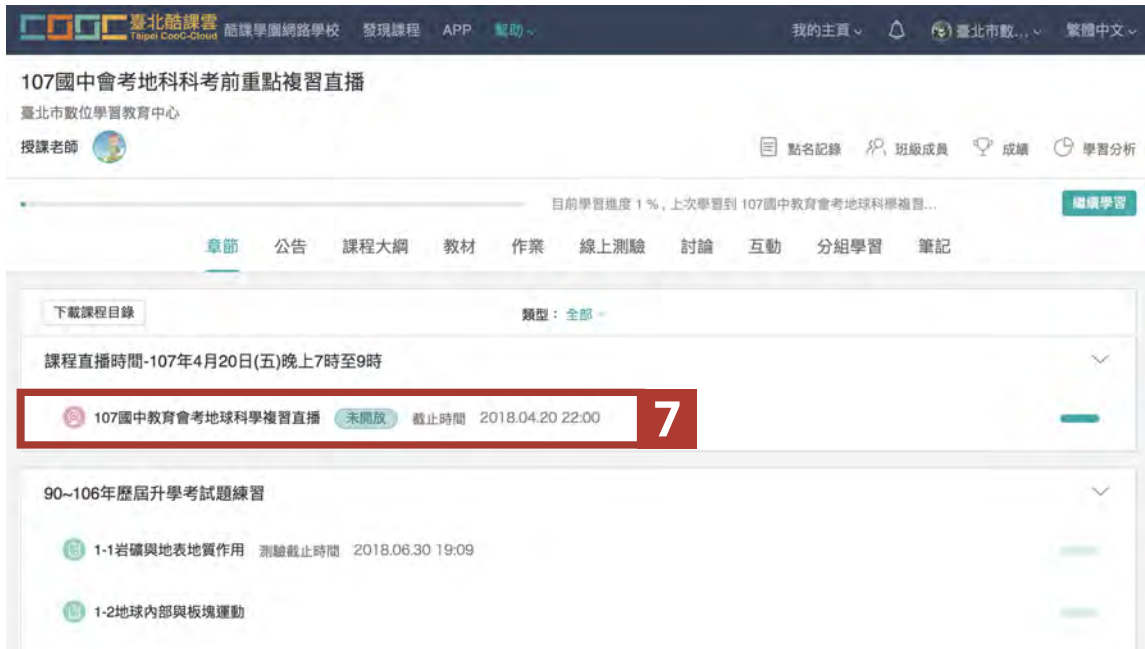 COOC 臺北酷課雲 Taipei CooC-Cloud 酷課學園網路學校 發現課程 APP 幫助 我的主頁 臺北市數... 繁體中文
107國中會考地科科考前重點複習直播
臺北市數位學習教育中心
授課老師 點名記錄 班級成員 成績 學習分析
目前學習進度 1 % , 上次學習到 107國中教育會考地球科學複習... 繼續學習
章節 公告 課程大綱 教材 作業 線上測驗 討論 互動 分組學習 筆記
下載課程目錄 類型： 全部
課程直播時間-107年4月20日(五)晚上7時至9時
107國中教育會考地球科學複習直播 未開放 截止時間 2018.04.20 22:00 7
90~106年歷屆升學考試題練習
1-1岩礦與地表地質作用 測驗截止時間 2018.06.30 19:09
1-2地球內部與板塊運動